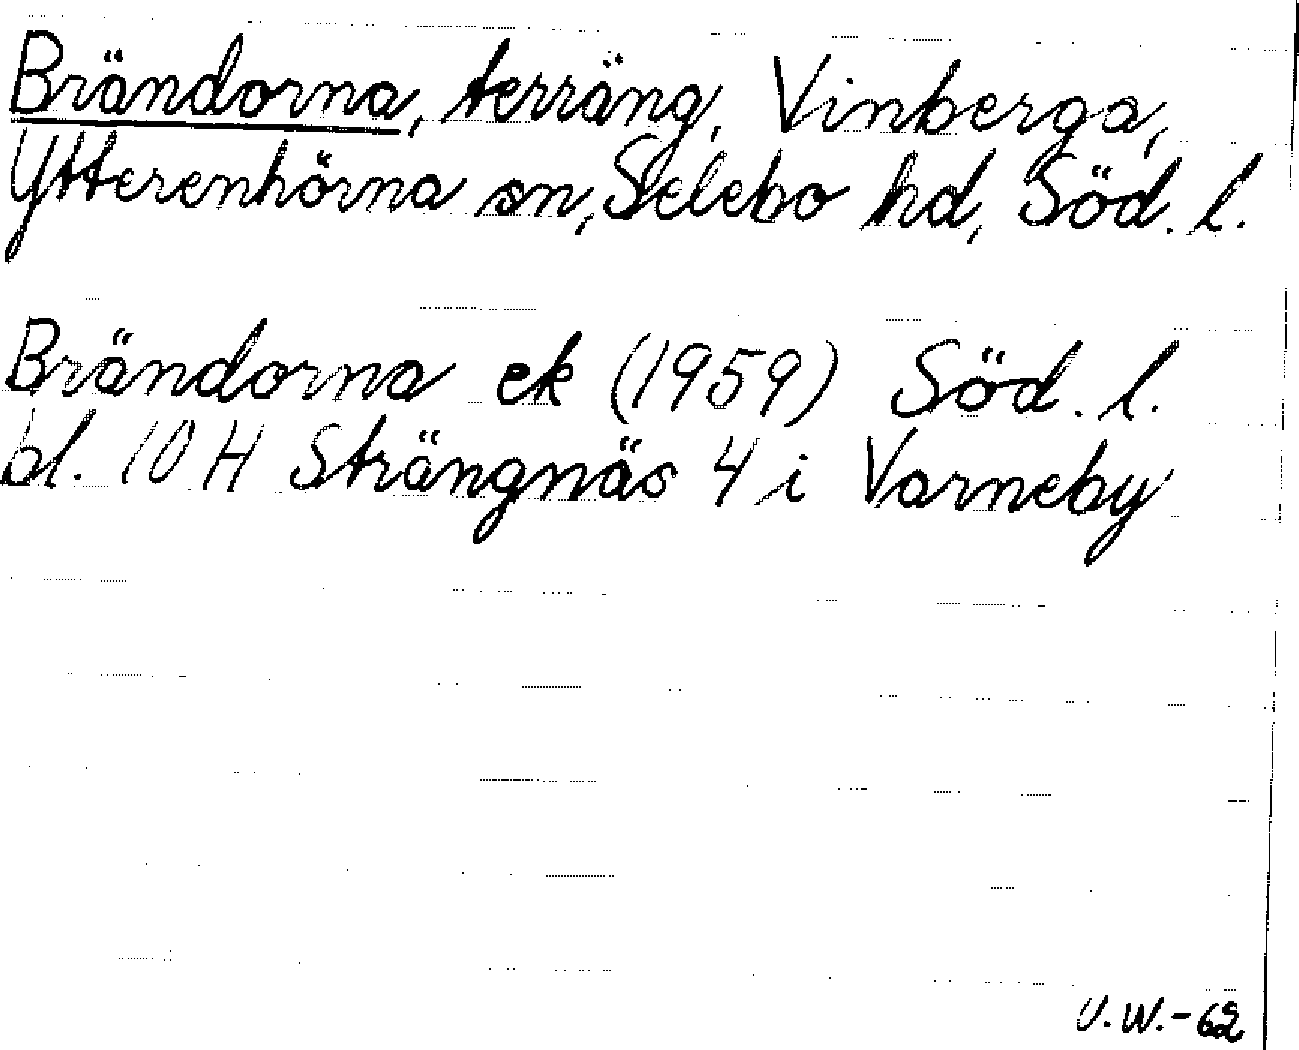 Brändorna, terräng, Vinberga,
Ytterenhörna sn, Selebo hd, Söd. l.
Brändorna ek (1959) Söd. l.
bl. 10 H Strängnäs 4 i Varneby
U.W.-62